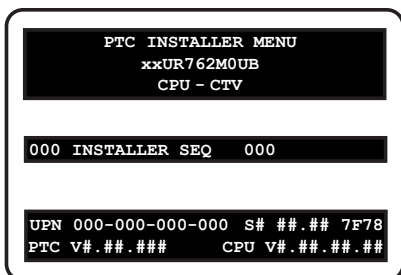 PTC INSTALLER MENU
xxUR762M0UB
CPU - CTV
000 INSTALLER SEQ 000
UPN 000-000-000-000 S# ##.## 7F78
PTC V#.##.### CPU V#.##.##.##